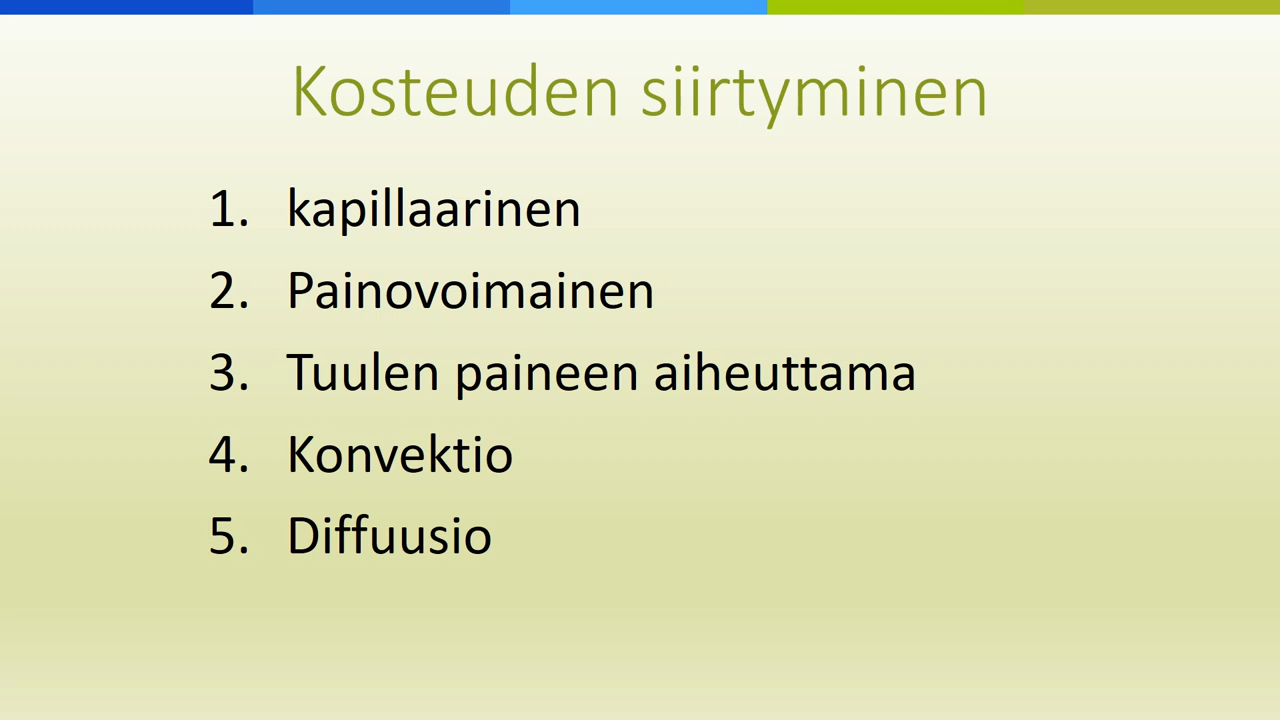 Kosteuden siirtyminen
1. kapillaarinen
2. Painovoimainen
3. Tuulen paineen aiheuttama
4. Konvektio
5. Diffuusio